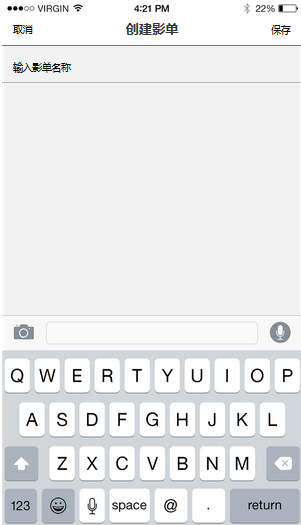 VIRGIN 4:21 PM 22%
取消 创建影单 保存
输入影单名称
Q W E R T Y U I O P
A S D F G H J K L
Z X C V B N M
123 space @ . return